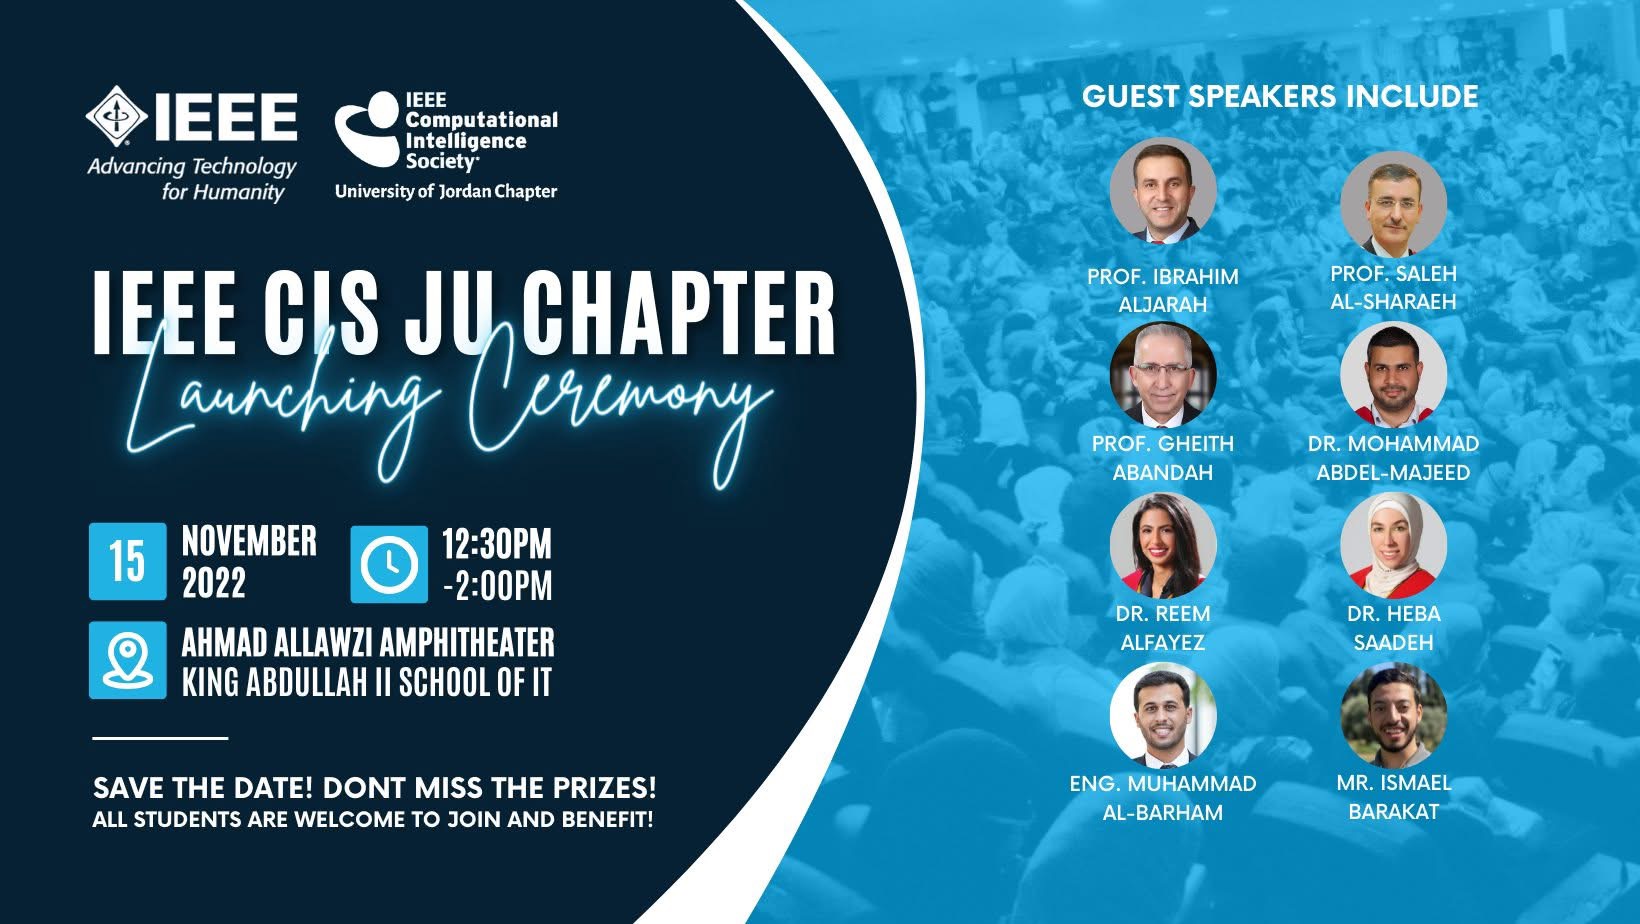 IEEE
Advancing Technology
for Humanity
IEEE
Computational
Intelligence
Society
University of Jordan Chapter
IEEE CIS JU CHAPTER
Launching Ceremony
15
NOVEMBER
2022
12:30PM
-2:00PM
AHMAD ALLAWZI AMPHITHEATER
KING ABDULLAH II SCHOOL OF IT
SAVE THE DATE! DONT MISS THE PRIZES!
ALL STUDENTS ARE WELCOME TO JOIN AND BENEFIT!
GUEST SPEAKERS INCLUDE
PROF. IBRAHIM
ALJARAH
PROF. SALEH
AL-SHARAEH
PROF. GHEITH
ABANDAH
DR. MOHAMMAD
ABDEL-MAJEED
DR. REEM
ALFAYEZ
DR. HEBA
SAADEH
ENG. MUHAMMAD
AL-BARHAM
MR. ISMAEL
BARAKAT